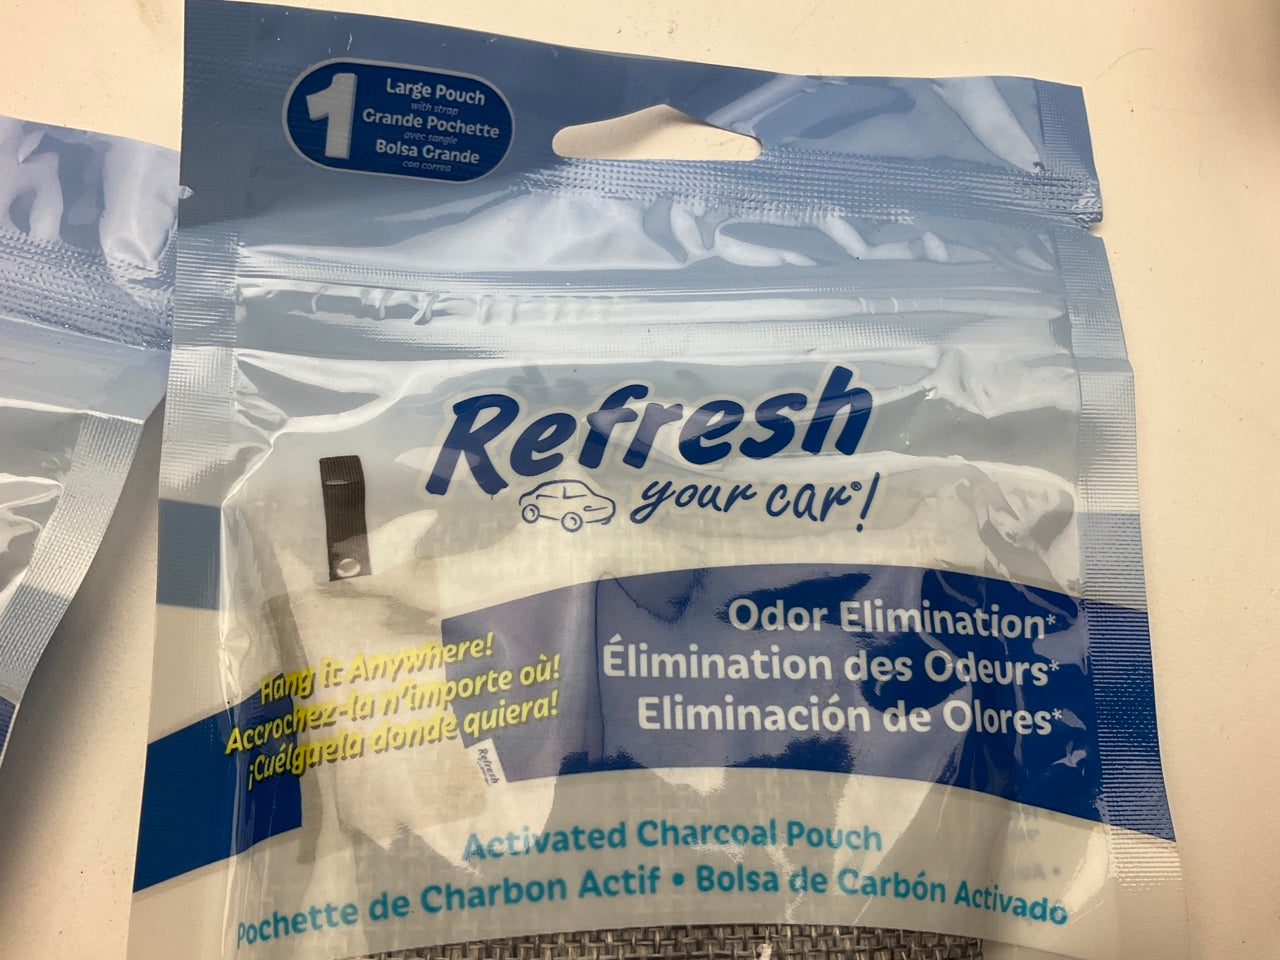 1
Large Pouch
with strap
Grande Pochette
avec sangle
Bolsa Grande
con correa
Refresh
your car®!
Odor Elimination*
Élimination des Odeurs*
Eliminación de Olores*
Hang it Anywhere!
Accrochez-la n'importe où!
¡Cuélguela donde quiera!
Refresh
Activated Charcoal Pouch
Pochette de Charbon Actif • Bolsa de Carbón Activado